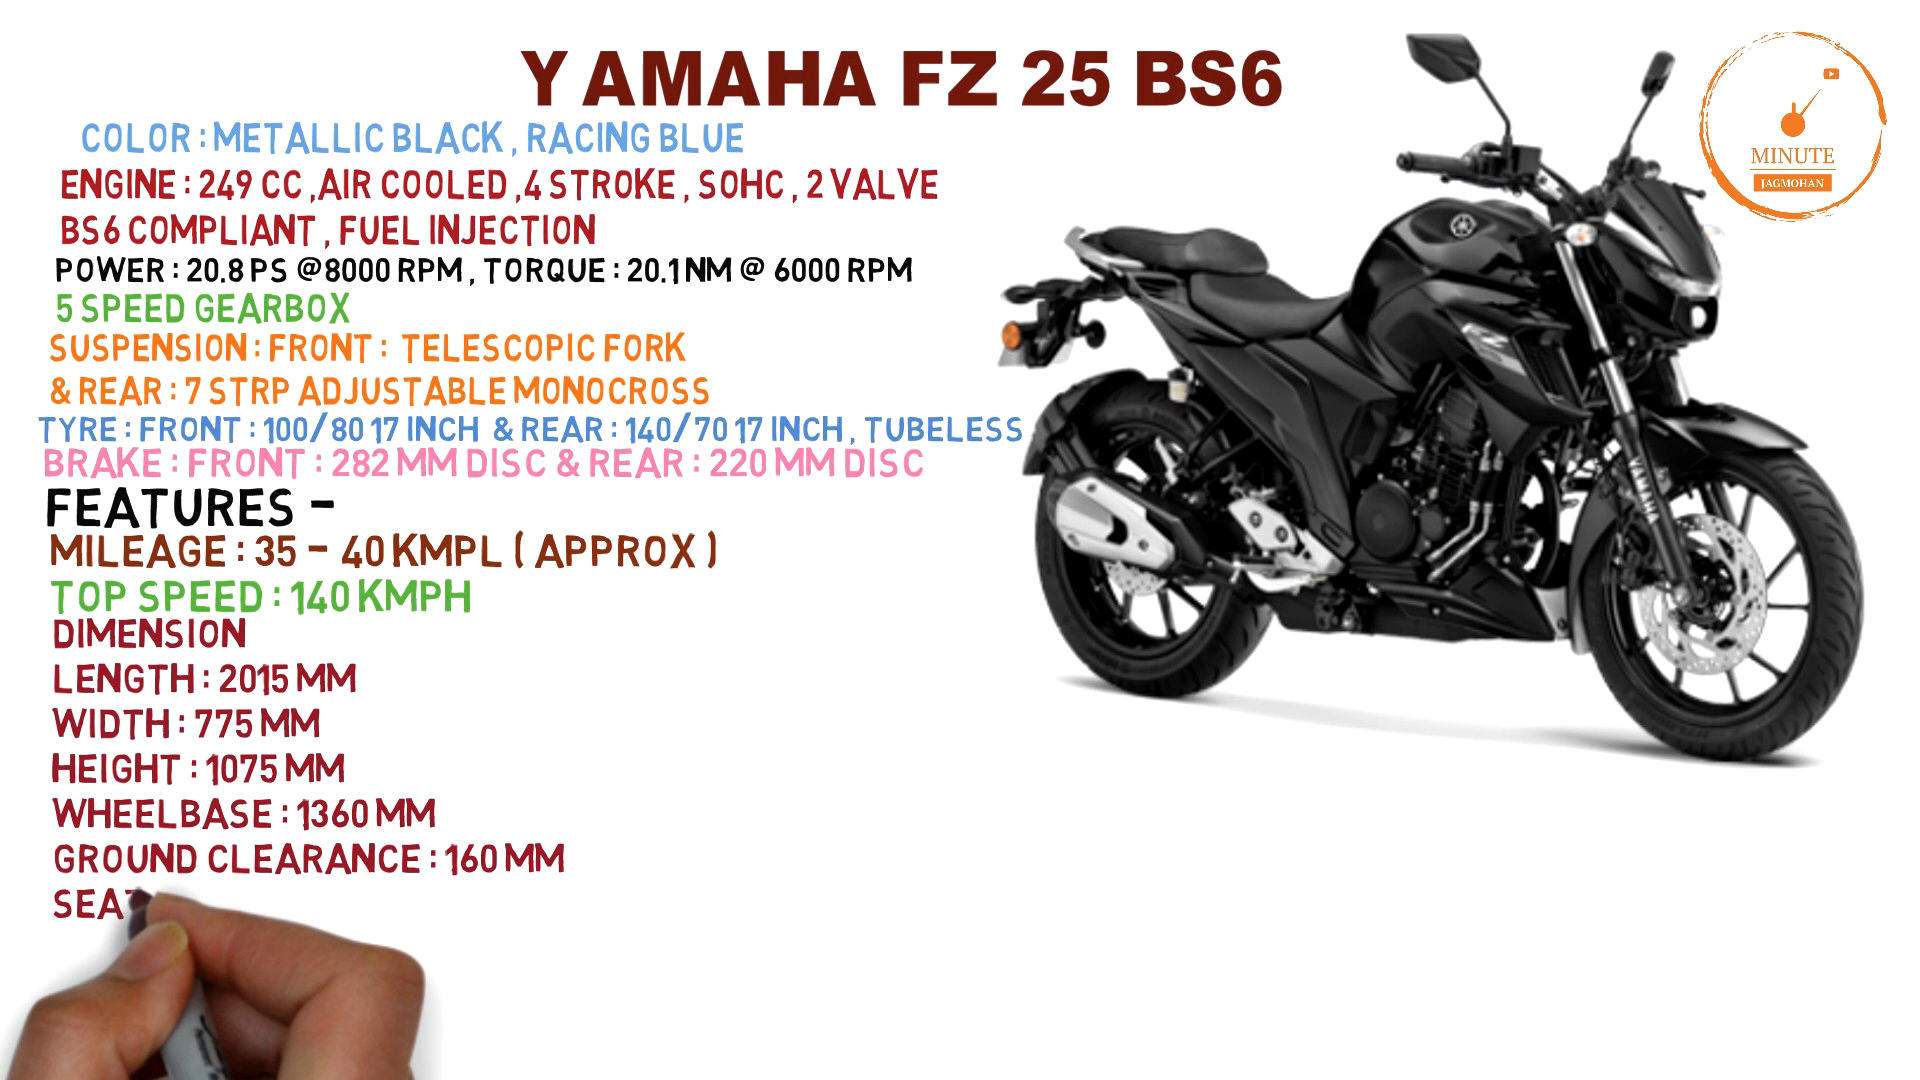 YAMAHA FZ 25 BS6
COLOR : METALLIC BLACK , RACING BLUE
ENGINE : 249 CC ,AIR COOLED ,4 STROKE , SOHC , 2 VALVE
BS6 COMPLIANT , FUEL INJECTION
POWER : 20.8 PS @8000 RPM , TORQUE : 20.1 NM @ 6000 RPM
5 SPEED GEARBOX
SUSPENSION : FRONT : TELESCOPIC FORK
& REAR : 7 STRP ADJUSTABLE MONOCROSS
TYRE : FRONT : 100/80 17 INCH & REAR : 140/70 17 INCH , TUBELESS
BRAKE : FRONT : 282 MM DISC & REAR : 220 MM DISC
FEATURES -
MILEAGE : 35 - 40 KMPL ( APPROX )
TOP SPEED : 140 KMPH
DIMENSION
LENGTH : 2015 MM
WIDTH : 775 MM
HEIGHT : 1075 MM
WHEELBASE : 1360 MM
GROUND CLEARANCE : 160 MM
SEAT
MINUTE
JAGMOHAN
YAMAHA